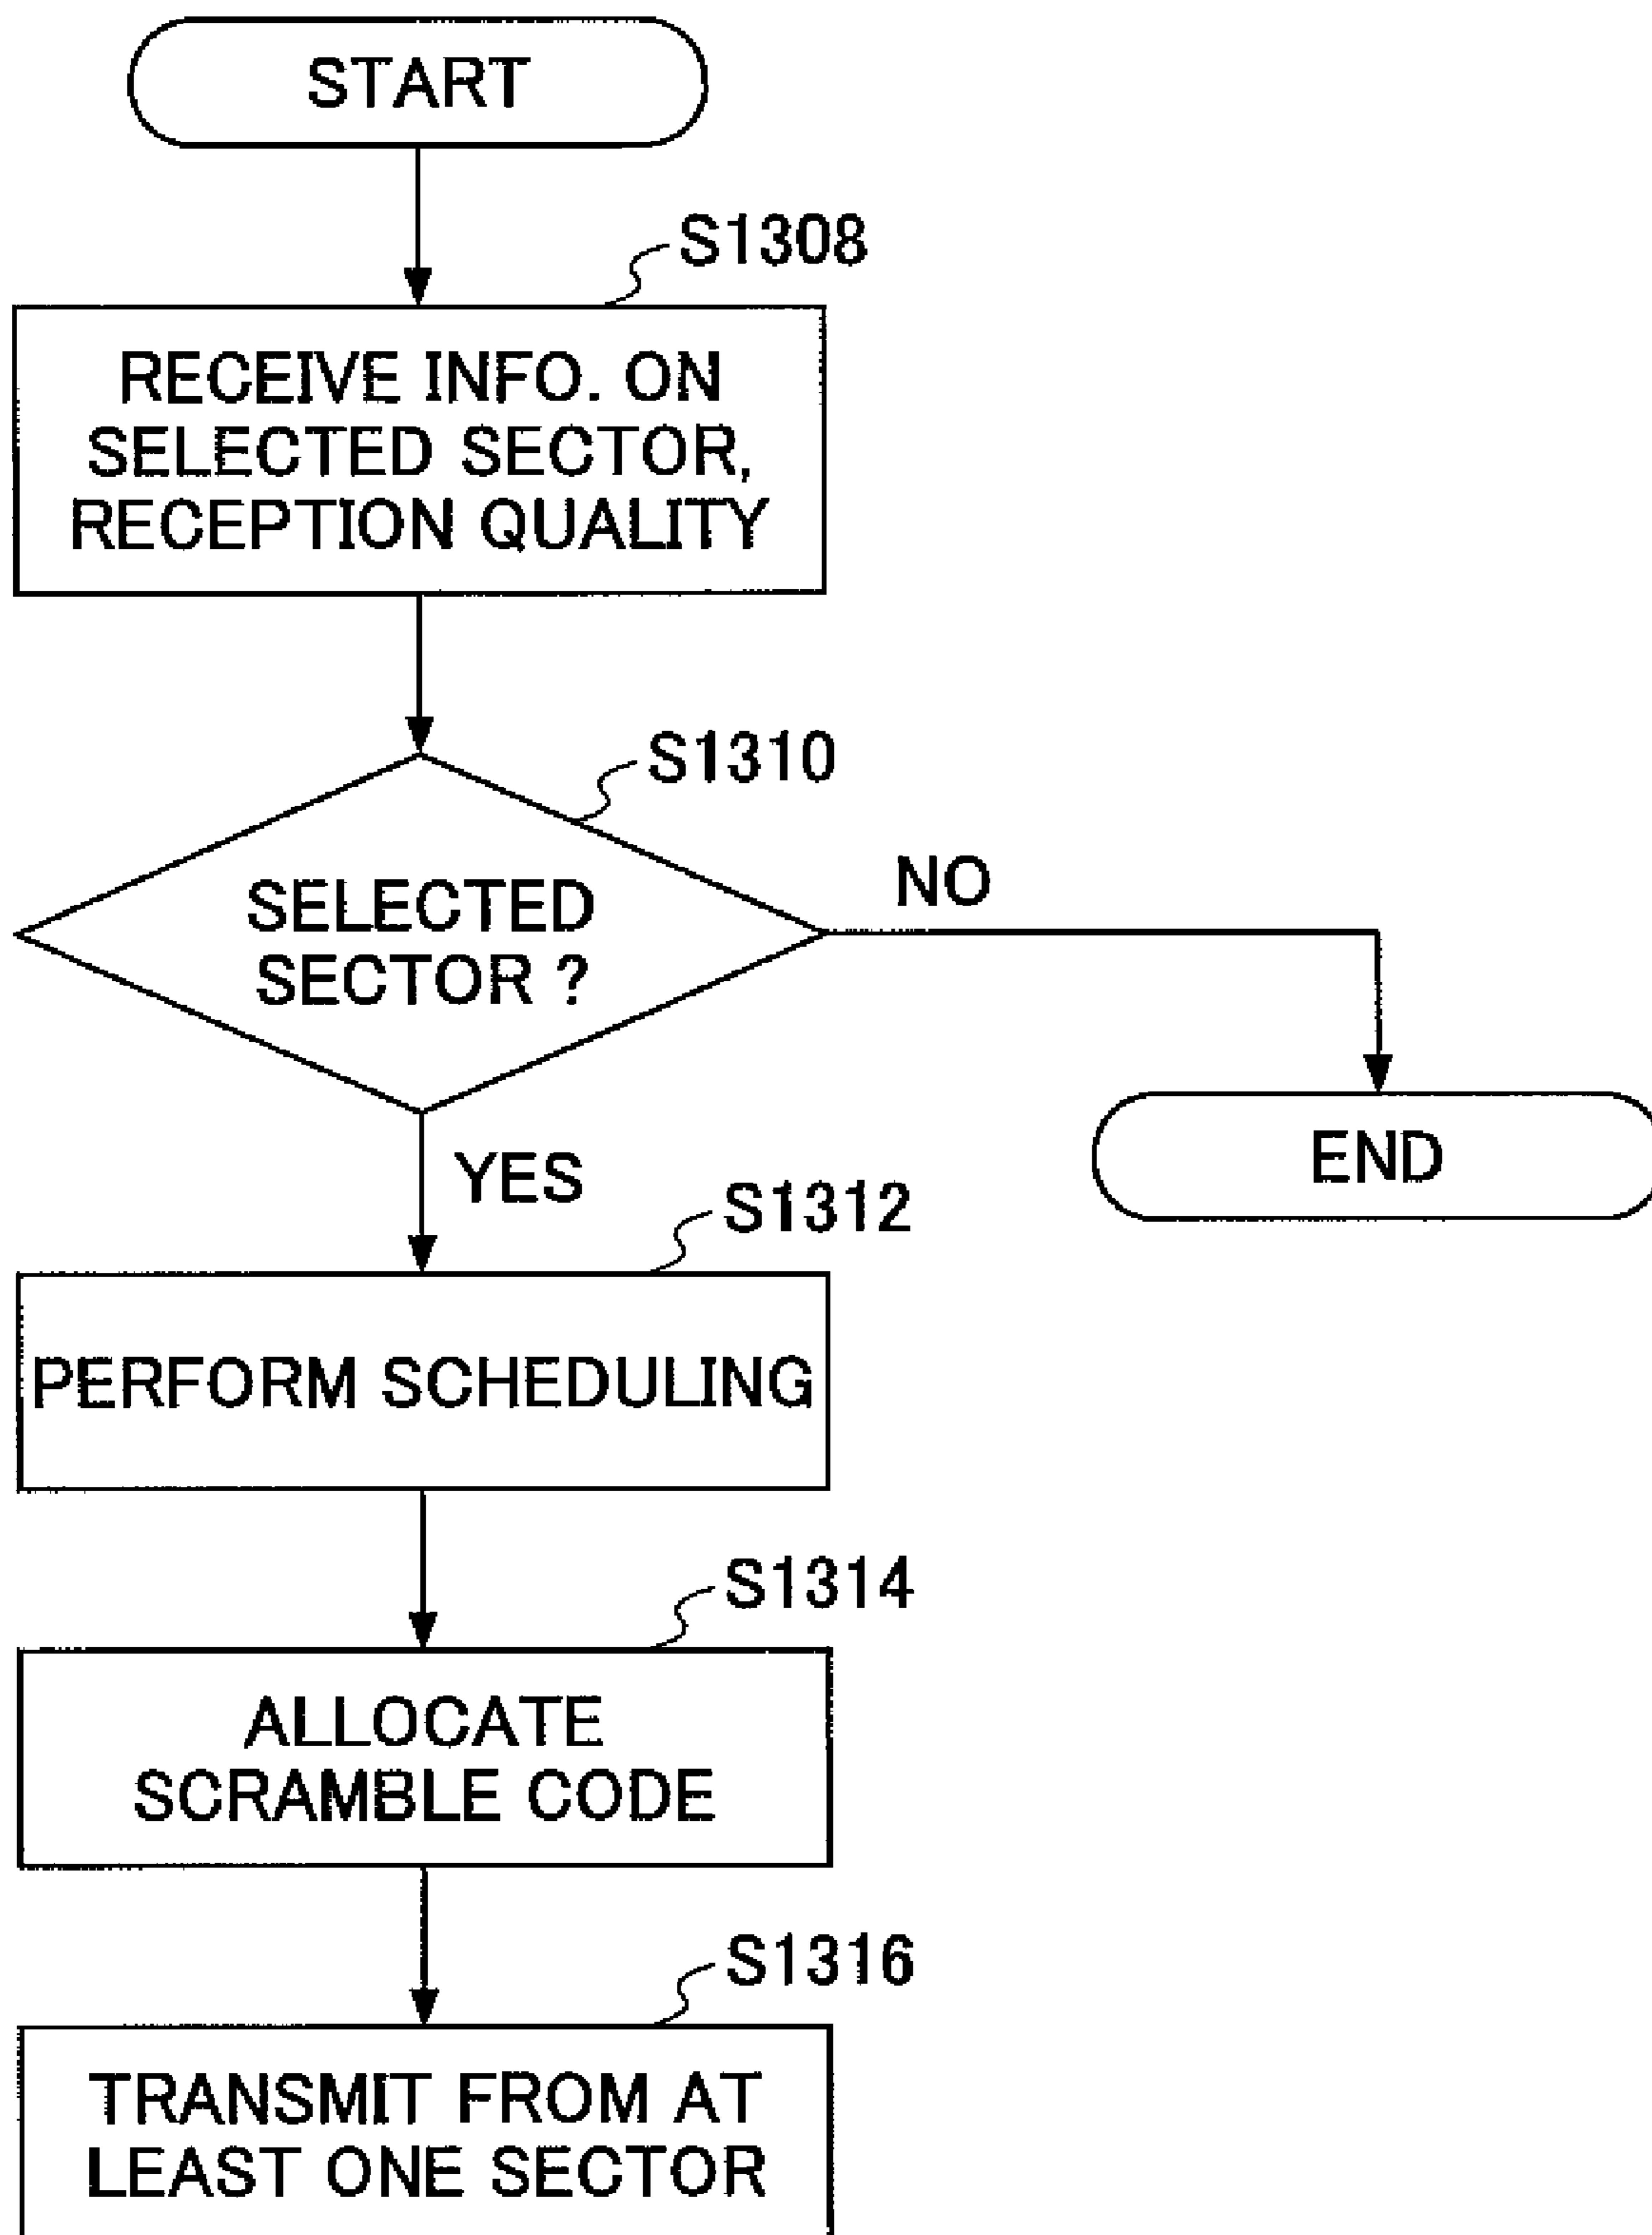 START
S1308
RECEIVE INFO. ON
SELECTED SECTOR,
RECEPTION QUALITY
S1310
SELECTED
SECTOR ?
NO
END
YES
S1312
PERFORM SCHEDULING
S1314
ALLOCATE
SCRAMBLE CODE
S1316
TRANSMIT FROM AT
LEAST ONE SECTOR